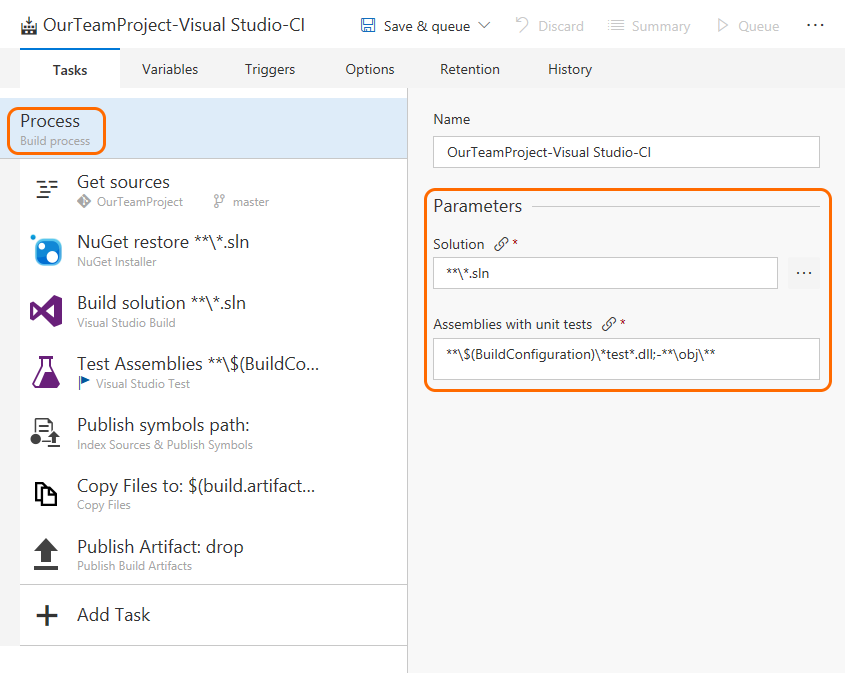 OurTeamProject-Visual Studio-CI
Save & queue
Discard
Summary
Queue
...
Tasks
Variables
Triggers
Options
Retention
History
Process
Build process
Get sources
OurTeamProject
master
NuGet restore **\*.sln
NuGet Installer
Build solution **\*.sln
Visual Studio Build
Test Assemblies **\$(BuildCo...
Visual Studio Test
Publish symbols path:
Index Sources & Publish Symbols
Copy Files to: $(build.artifact...
Copy Files
Publish Artifact: drop
Publish Build Artifacts
Add Task
Name
OurTeamProject-Visual Studio-CI
Parameters
Solution *
**\*.sln
...
Assemblies with unit tests *
**\$(BuildConfiguration)\*test*.dll;-**\obj\**